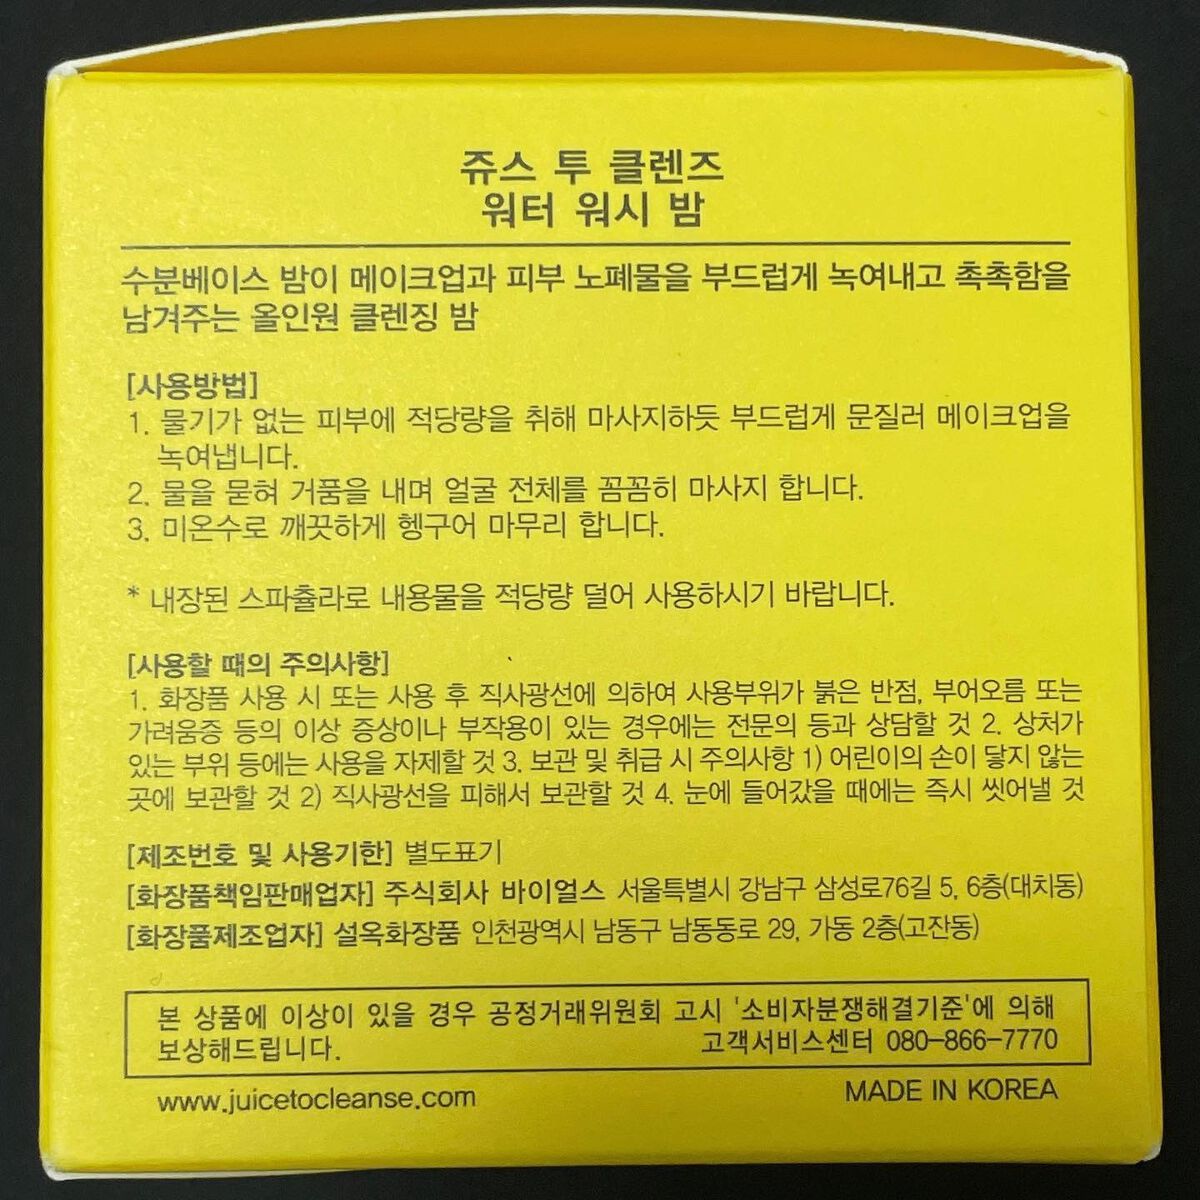 쥬스 투 클렌즈
워터 워시 밤
수분베이스 밤이 메이크업과 피부 노폐물을 부드럽게 녹여내고 촉촉함을
남겨주는 올인원 클렌징 밤
[사용방법]
1. 물기가 없는 피부에 적당량을 취해 마사지하듯 부드럽게 문질러 메이크업을
녹여냅니다.
2. 물을 묻혀 거품을 내며 얼굴 전체를 꼼꼼히 마사지 합니다.
3. 미온수로 깨끗하게 헹구어 마무리 합니다.
* 내장된 스파츌라로 내용물을 적당량 덜어 사용하시기 바랍니다.
[사용할 때의 주의사항]
1. 화장품 사용 시 또는 사용 후 직사광선에 의하여 사용부위가 붉은 반점, 부어오름 또는
가려움증 등의 이상 증상이나 부작용이 있는 경우에는 전문의 등과 상담할 것 2. 상처가
있는 부위 등에는 사용을 자제할 것 3. 보관 및 취급 시 주의사항 1) 어린이의 손이 닿지 않는
곳에 보관할 것 2) 직사광선을 피해서 보관할 것 4. 눈에 들어갔을 때에는 즉시 씻어낼 것
[제조번호 및 사용기한] 별도표기
[화장품책임판매업자] 주식회사 바이얼스 서울특별시 강남구 삼성로76길 5, 6층(대치동)
[화장품제조업자] 설옥화장품 인천광역시 남동구 남동동로 29, 가동 2층(고잔동)
본 상품에 이상이 있을 경우 공정거래위원회 고시 '소비자분쟁해결기준'에 의해
보상해드립니다. 고객서비스센터 080-866-7770
www.juicetocleanse.com MADE IN KOREA